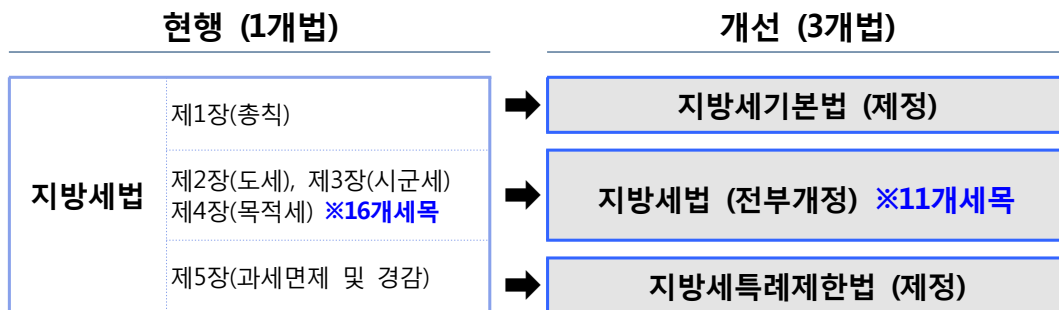 현행 (1개법)
개선 (3개법)
지방세법
제1장(총칙)
지방세기본법 (제정)
제2장(도세), 제3장(시군세)
제4장(목적세) ※16개세목
지방세법 (전부개정) ※11개세목
제5장(과세면제 및 경감)
지방세특례제한법 (제정)